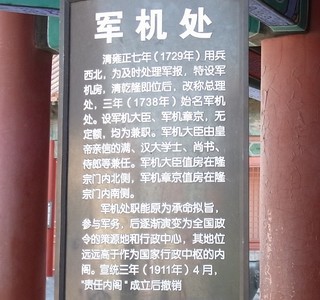 军机处
清雍正七年（1729年）用兵
西北，为及时处理军报，特设军
机房，清乾隆即位后，改称总理
处，三年（1738年）始名军机
处。设军机大臣、军机章京，无
定额，均为兼职。军机大臣由皇
帝亲信的满、汉大学士、尚书、
侍郎等兼任。军机大臣值房在隆
宗门内北侧，军机章京值房在隆
宗门内南侧。
军机处职能原为承命拟旨，
参与军务，后逐渐演变为全国政
令的策源地和行政中心，其地位
远远高于作为国家行政中枢的内
阁。宣统三年（1911年）4月，
“责任内阁”成立后撤销